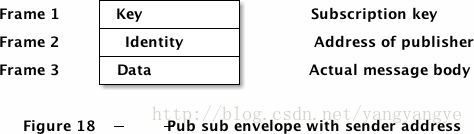 Frame 1 Key Subscription key
Frame 2 Identity Address of publisher
Frame 3 Data Actual message body
http://blog.csdn.net/yangyangye
Figure 18 – -Pub sub envelope with sender address